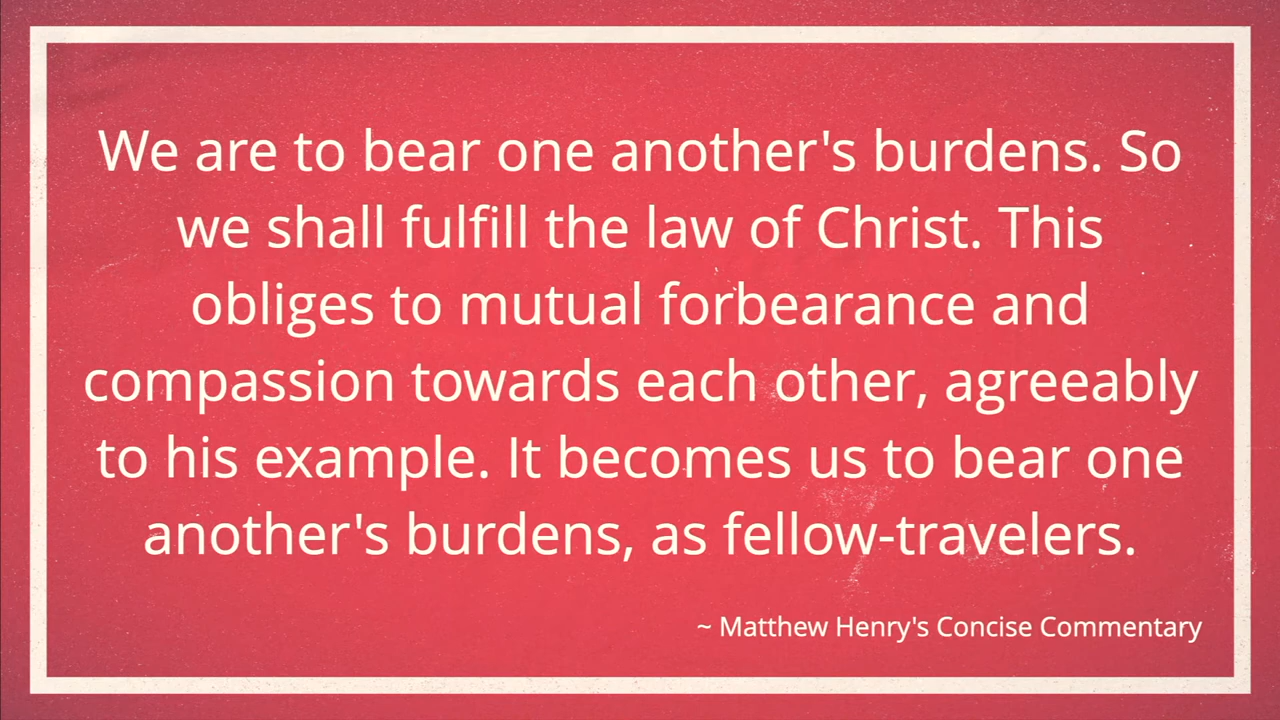 We are to bear one another's burdens. So
we shall fulfill the law of Christ. This
obliges to mutual forbearance and
compassion towards each other, agreeably
to his example. It becomes us to bear one
another's burdens, as fellow-travelers.
~ Matthew Henry's Concise Commentary